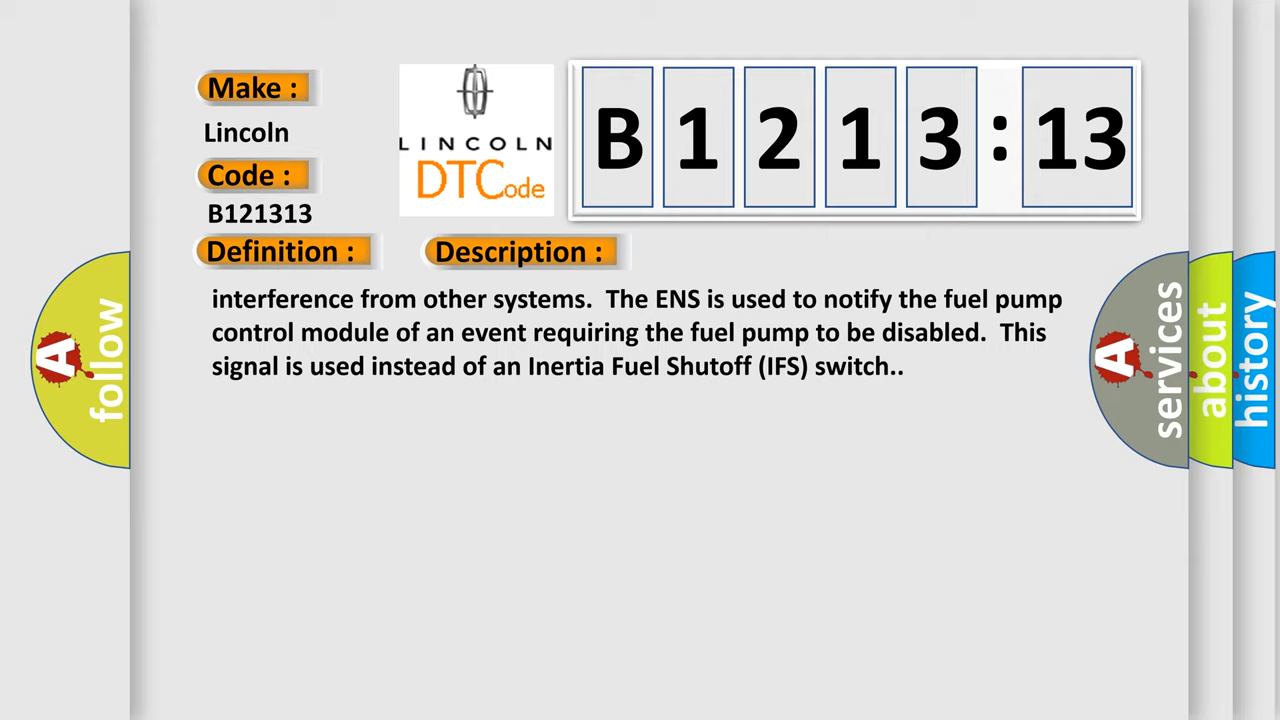 Make :
Lincoln
Code :
B121313
LINCOLN
DTCode
B 1 2 1 3 : 13
Definition :
Description :
interference from other systems. The ENS is used to notify the fuel pump
control module of an event requiring the fuel pump to be disabled. This
signal is used instead of an Inertia Fuel Shutoff (IFS) switch..
A follow
A services
about
history